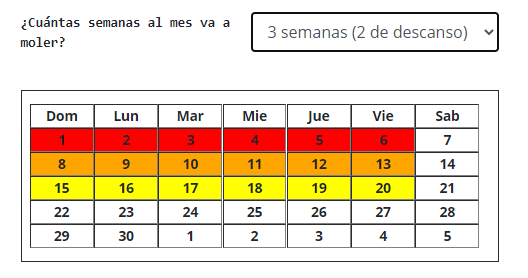 ¿Cuántas semanas al mes va a
moler?
3 semanas (2 de descanso)
Dom Lun Mar Mie Jue Vie Sab
1 2 3 4 5 6 7
8 9 10 11 12 13 14
15 16 17 18 19 20 21
22 23 24 25 26 27 28
29 30 1 2 3 4 5